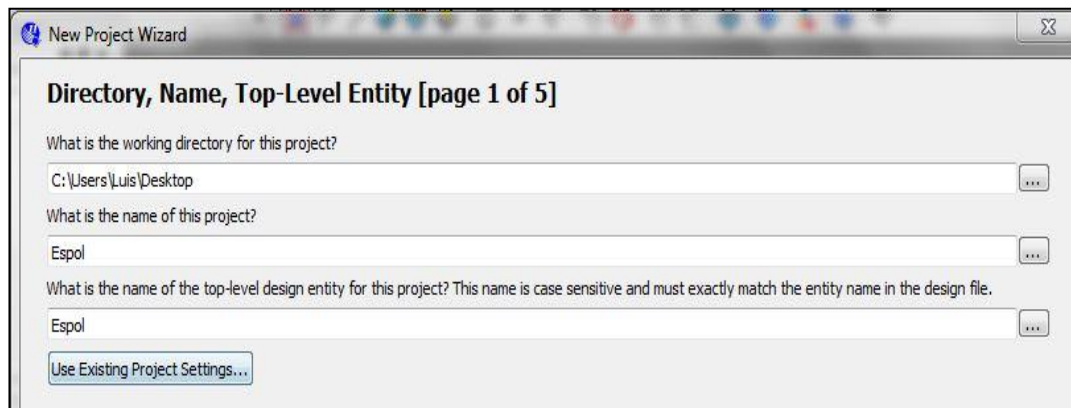 New Project Wizard
Directory, Name, Top-Level Entity [page 1 of 5]
What is the working directory for this project?
C:\Users\Luis\Desktop
...
What is the name of this project?
Espol
...
What is the name of the top-level design entity for this project? This name is case sensitive and must exactly match the entity name in the design file.
Espol
...
Use Existing Project Settings...